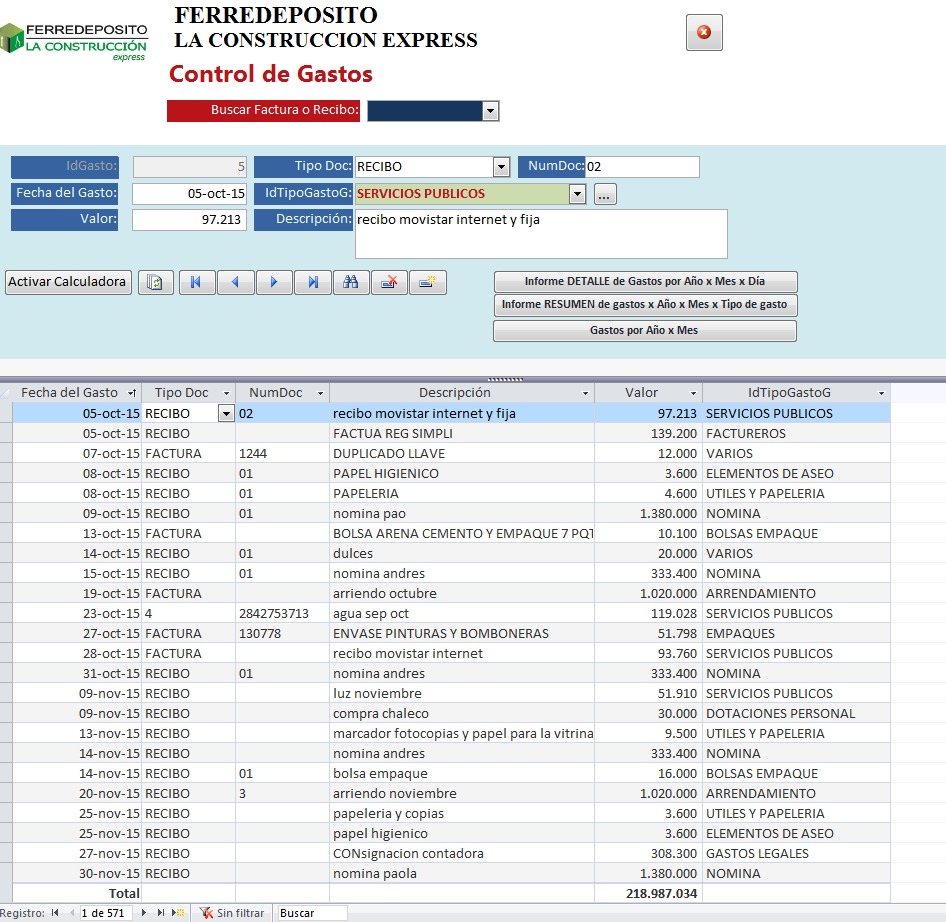 FERREDEPOSITO
LA CONSTRUCCIÓN
express
FERREDEPOSITO
LA CONSTRUCCION EXPRESS
Control de Gastos
Buscar Factura o Recibo:
IdGasto: 5 Tipo Doc: RECIBO NumDoc: 02
Fecha del Gasto: 05-oct-15 IdTipoGastoG: SERVICIOS PUBLICOS ...
Valor: 97.213 Descripción: recibo movistar internet y fija
Activar Calculadora
Informe DETALLE de Gastos por Año x Mes x Día
Informe RESUMEN de gastos x Año x Mes x Tipo de gasto
Gastos por Año x Mes
Fecha del Gasto Tipo Doc NumDoc Descripción Valor IdTipoGastoG
05-oct-15 RECIBO 02 recibo movistar internet y fija 97.213 SERVICIOS PUBLICOS
05-oct-15 RECIBO FACTUA REG SIMPLI 139.200 FACTUREROS
07-oct-15 FACTURA 1244 DUPLICADO LLAVE 12.000 VARIOS
08-oct-15 RECIBO 01 PAPEL HIGIENICO 3.600 ELEMENTOS DE ASEO
08-oct-15 RECIBO 01 PAPELERIA 4.600 UTILES Y PAPELERIA
09-oct-15 RECIBO 01 nomina pao 1.380.000 NOMINA
13-oct-15 FACTURA BOLSA ARENA CEMENTO Y EMPAQUE 7 PQT 10.100 BOLSAS EMPAQUE
14-oct-15 RECIBO 01 dulces 20.000 VARIOS
15-oct-15 RECIBO 01 nomina andres 333.400 NOMINA
19-oct-15 FACTURA arriendo octubre 1.020.000 ARRENDAMIENTO
23-oct-15 4 2842753713 agua sep oct 119.028 SERVICIOS PUBLICOS
27-oct-15 FACTURA 130778 ENVASE PINTURAS Y BOMBONERAS 51.798 EMPAQUES
28-oct-15 FACTURA recibo movistar internet 93.760 SERVICIOS PUBLICOS
31-oct-15 RECIBO 01 nomina andres 333.400 NOMINA
09-nov-15 RECIBO luz noviembre 51.910 SERVICIOS PUBLICOS
09-nov-15 RECIBO compra chaleco 30.000 DOTACIONES PERSONAL
13-nov-15 RECIBO marcador fotocopias y papel para la vitrina 9.500 UTILES Y PAPELERIA
14-nov-15 RECIBO nomina andres 333.400 NOMINA
14-nov-15 RECIBO 01 bolsa empaque 16.000 BOLSAS EMPAQUE
20-nov-15 RECIBO 3 arriendo noviembre 1.020.000 ARRENDAMIENTO
25-nov-15 RECIBO papeleria y copias 3.600 UTILES Y PAPELERIA
25-nov-15 RECIBO papel higienico 3.600 ELEMENTOS DE ASEO
27-nov-15 RECIBO CONsignacion contadora 308.300 GASTOS LEGALES
30-nov-15 RECIBO nomina paola 1.380.000 NOMINA
Total 218.987.034
Registro: 1 de 571 Sin filtrar Buscar